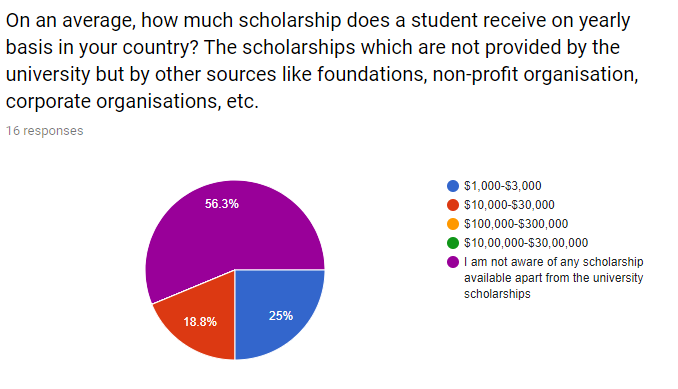 On an average, how much scholarship does a student receive on yearly
basis in your country? The scholarships which are not provided by the
university but by other sources like foundations, non-profit organisation,
corporate organisations, etc.
16 responses
56.3%
18.8%
25%
$1,000-$3,000
$10,000-$30,000
$100,000-$300,000
$10,00,000-$30,00,000
I am not aware of any scholarship
available apart from the university
scholarships